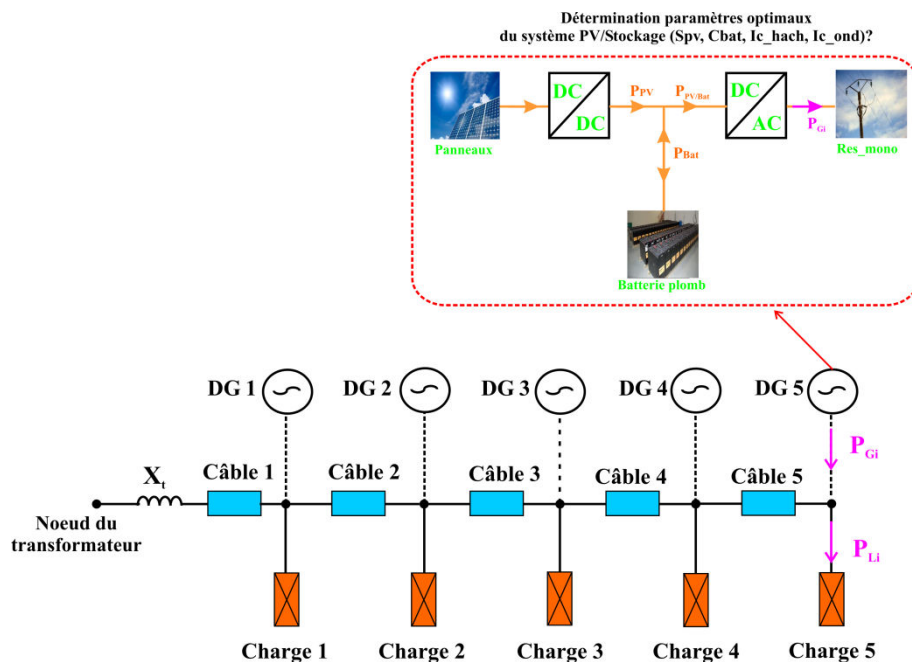 Détermination paramètres optimaux
du système PV/Stockage (Spv, Cbat, Ic_hach, Ic_ond)?
DC
DC
PPV
PPV/Bat
DC
AC
PGi
Panneaux
Res_mono
PBat
Batterie plomb
DG 1
DG 2
DG 3
DG 4
DG 5
PGi
Xt
Câble 1
Câble 2
Câble 3
Câble 4
Câble 5
Noeud du
transformateur
PLi
Charge 1
Charge 2
Charge 3
Charge 4
Charge 5